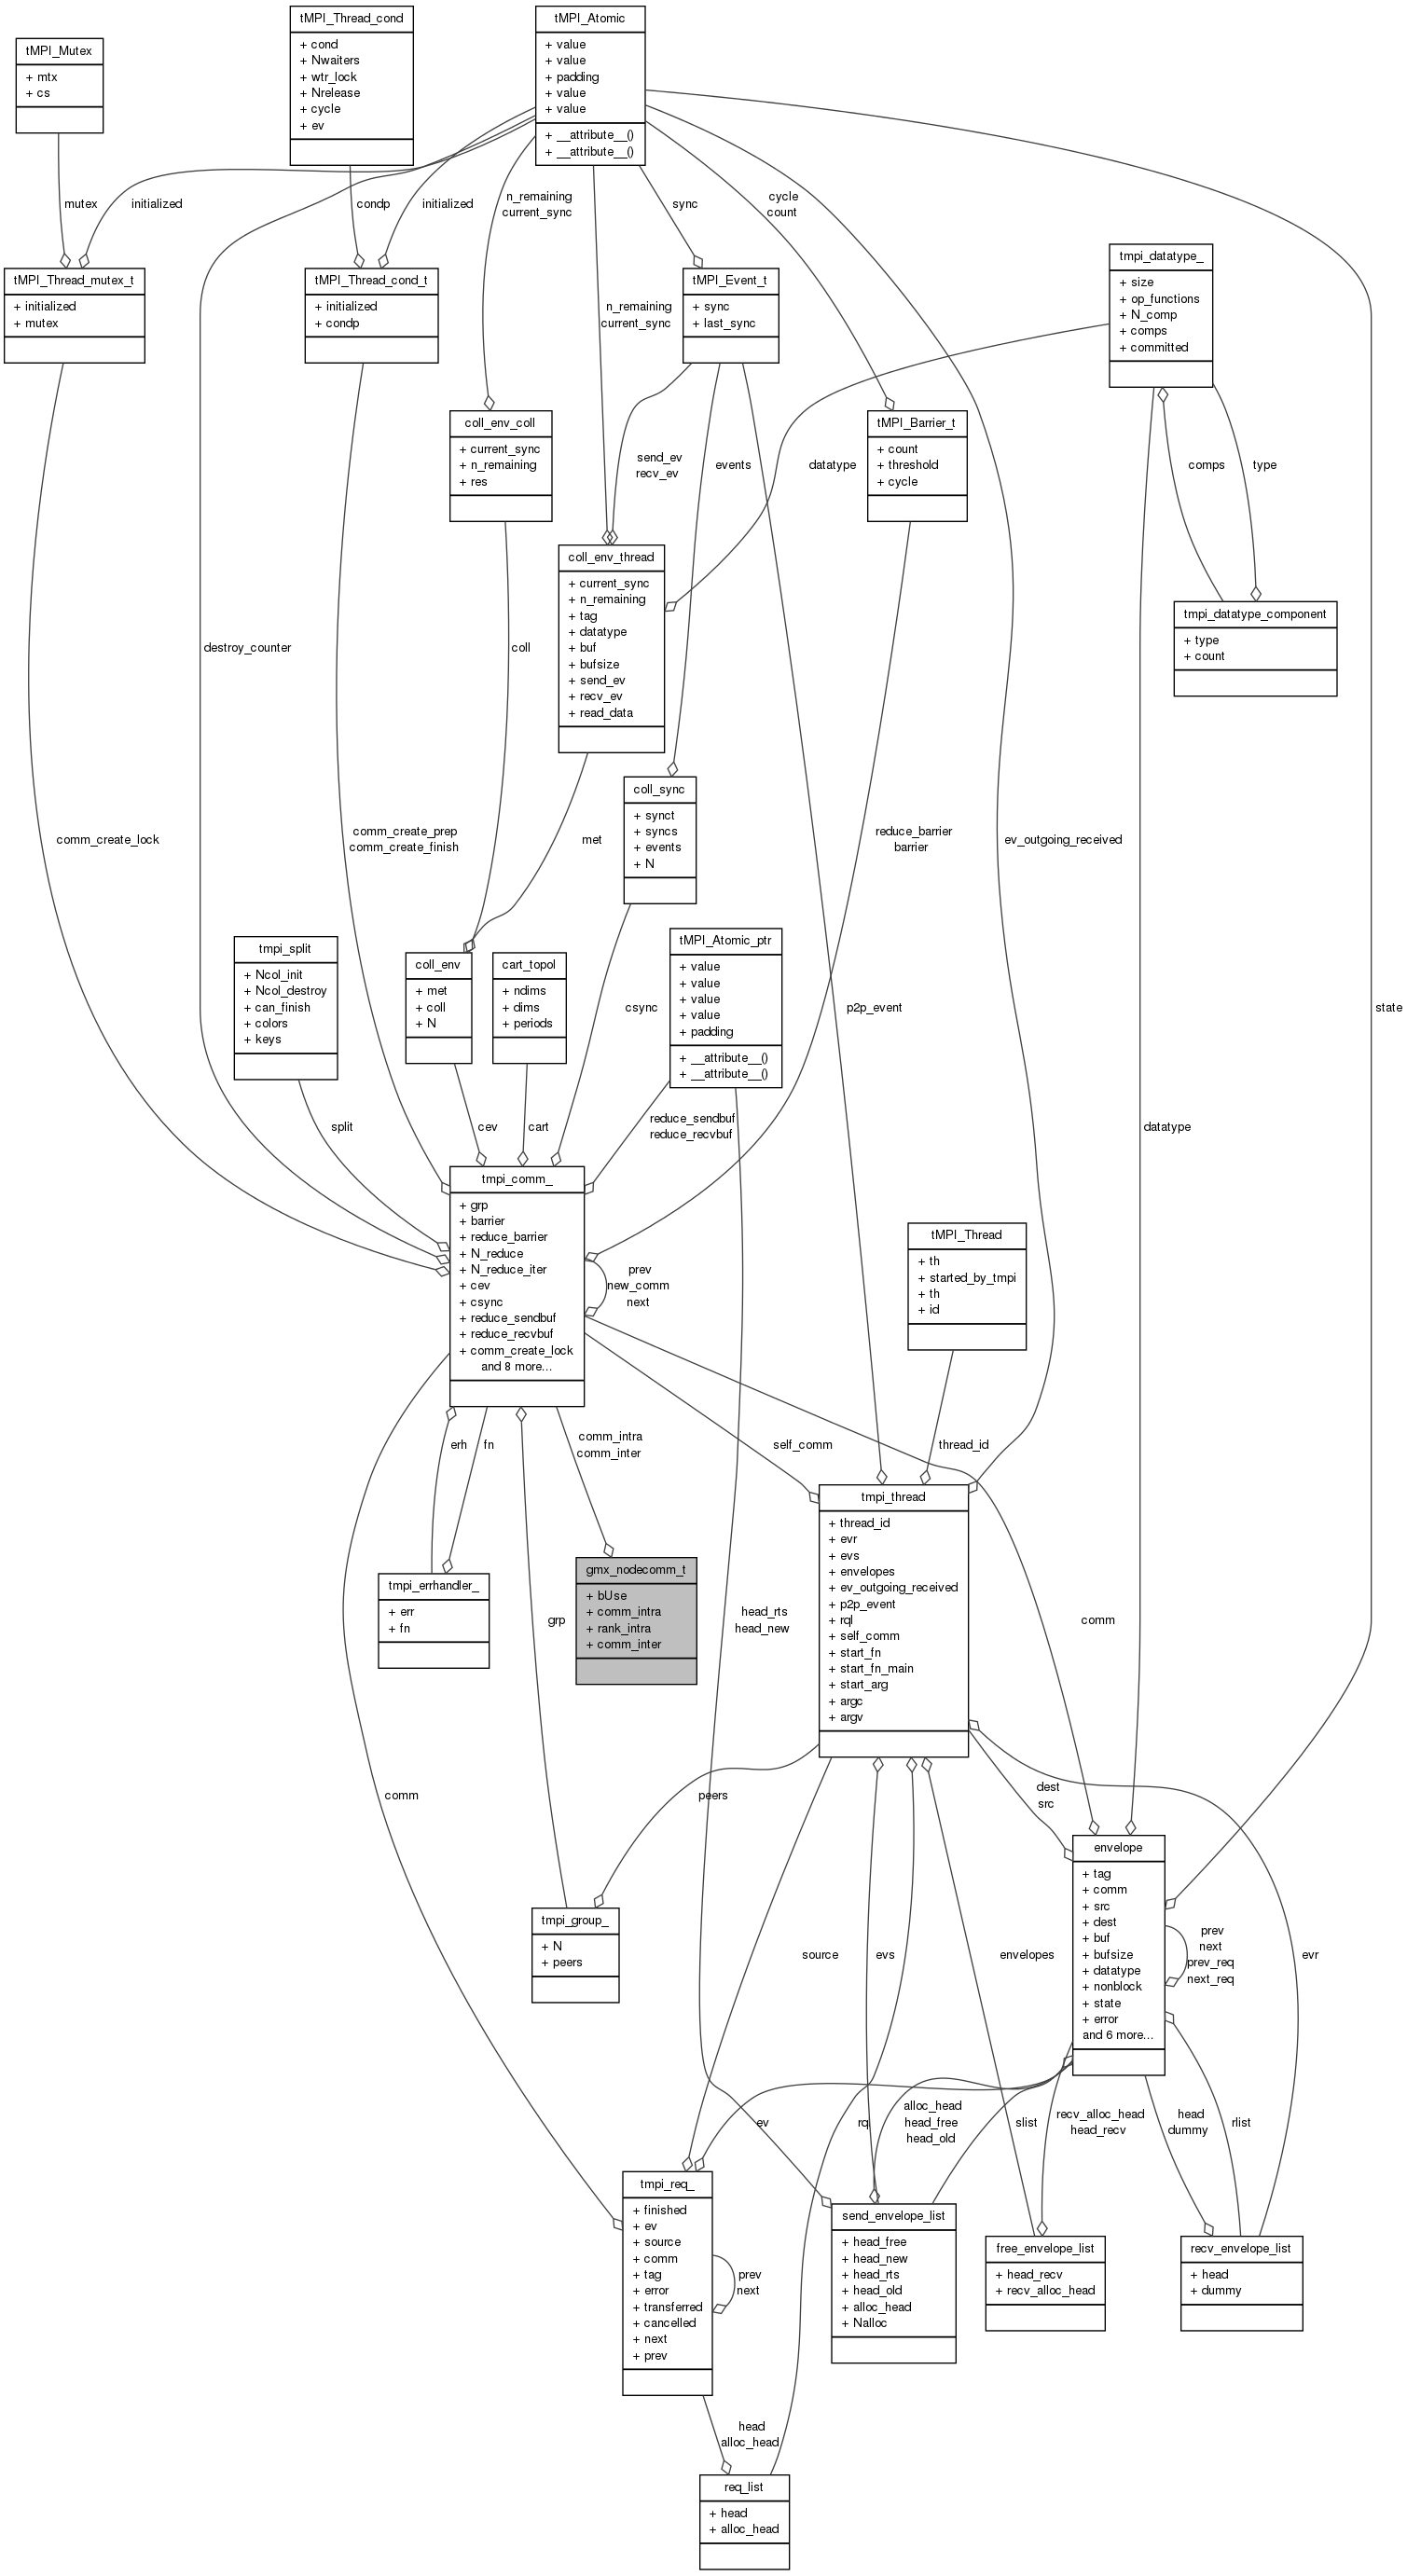 tMPI_Thread_cond
+ cond
+ Nwaiters
+ wtr_lock
+ Nrelease
+ cycle
+ ev
tMPI_Atomic
+ value
+ value
+ padding
+ value
+ value
+ __attribute__()
+ __attribute__()
tMPI_Mutex
+ mtx
+ cs
mutex
initialized
condp
initialized
n_remaining
current_sync
sync
cycle
count
tMPI_Thread_mutex_t
+ initialized
+ mutex
tMPI_Thread_cond_t
+ initialized
+ condp
n_remaining
current_sync
tMPI_Event_t
+ sync
+ last_sync
tmpi_datatype_
+ size
+ op_functions
+ N_comp
+ comps
+ committed
coll_env_coll
+ current_sync
+ n_remaining
+ res
send_ev
recv_ev
events
datatype
tMPI_Barrier_t
+ count
+ threshold
+ cycle
comps
type
coll_env_thread
+ current_sync
+ n_remaining
+ tag
+ datatype
+ buf
+ bufsize
+ send_ev
+ recv_ev
+ read_data
tmpi_datatype_component
+ type
+ count
destroy_counter
coll
comm_create_lock
comm_create_prep
comm_create_finish
met
coll_sync
+ synct
+ syncs
+ events
+ N
reduce_barrier
barrier
ev_outgoing_received
tmpi_split
+ Ncol_init
+ Ncol_destroy
+ can_finish
+ colors
+ keys
coll_env
+ met
+ coll
+ N
cart_topol
+ ndims
+ dims
+ periods
csync
tMPI_Atomic_ptr
+ value
+ value
+ value
+ value
+ padding
+ __attribute__()
+ __attribute__()
p2p_event
state
split
cev
cart
reduce_sendbuf
reduce_recvbuf
datatype
tmpi_comm_
+ grp
+ barrier
+ reduce_barrier
+ N_reduce
+ N_reduce_iter
+ cev
+ csync
+ reduce_sendbuf
+ reduce_recvbuf
+ comm_create_lock
and 8 more...
prev
new_comm
next
tMPI_Thread
+ th
+ started_by_tmpi
+ th
+ id
erh
fn
comm_intra
comm_inter
self_comm
thread_id
tmpi_errhandler_
+ err
+ fn
grp
gmx_nodecomm_t
+ bUse
+ comm_intra
+ rank_intra
+ comm_inter
head_rts
head_new
tmpi_thread
+ thread_id
+ evr
+ evs
+ envelopes
+ ev_outgoing_received
+ p2p_event
+ rql
+ self_comm
+ start_fn
+ start_fn_main
+ start_arg
+ argc
+ argv
comm
comm
peers
dest
src
tmpi_group_
+ N
+ peers
source
evs
envelopes
envelope
+ tag
+ comm
+ src
+ dest
+ buf
+ bufsize
+ datatype
+ nonblock
+ state
+ error
and 6 more...
prev
next
prev_req
next_req
evr
ev
rql
alloc_head
head_free
head_old
slist
recv_alloc_head
head_recv
head
dummy
rlist
tmpi_req_
+ finished
+ ev
+ source
+ comm
+ tag
+ error
+ transferred
+ cancelled
+ next
+ prev
prev
next
send_envelope_list
+ head_free
+ head_new
+ head_rts
+ head_old
+ alloc_head
+ Nalloc
free_envelope_list
+ head_recv
+ recv_alloc_head
recv_envelope_list
+ head
+ dummy
head
alloc_head
req_list
+ head
+ alloc_head